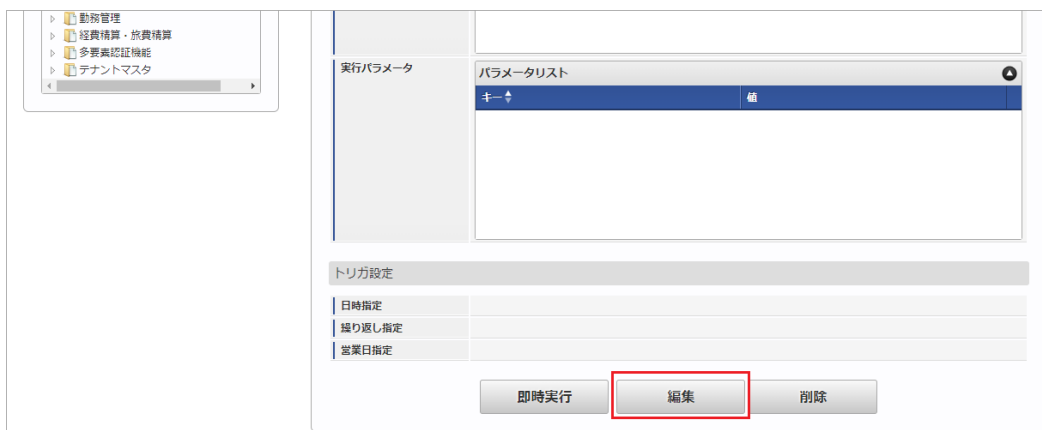 勤務管理
経費精算・旅費精算
多要素認証機能
テナントマスタ
実行パラメータ
パラメータリスト
キー 値
トリガ設定
日時指定
繰り返し指定
営業日指定
即時実行 編集 削除